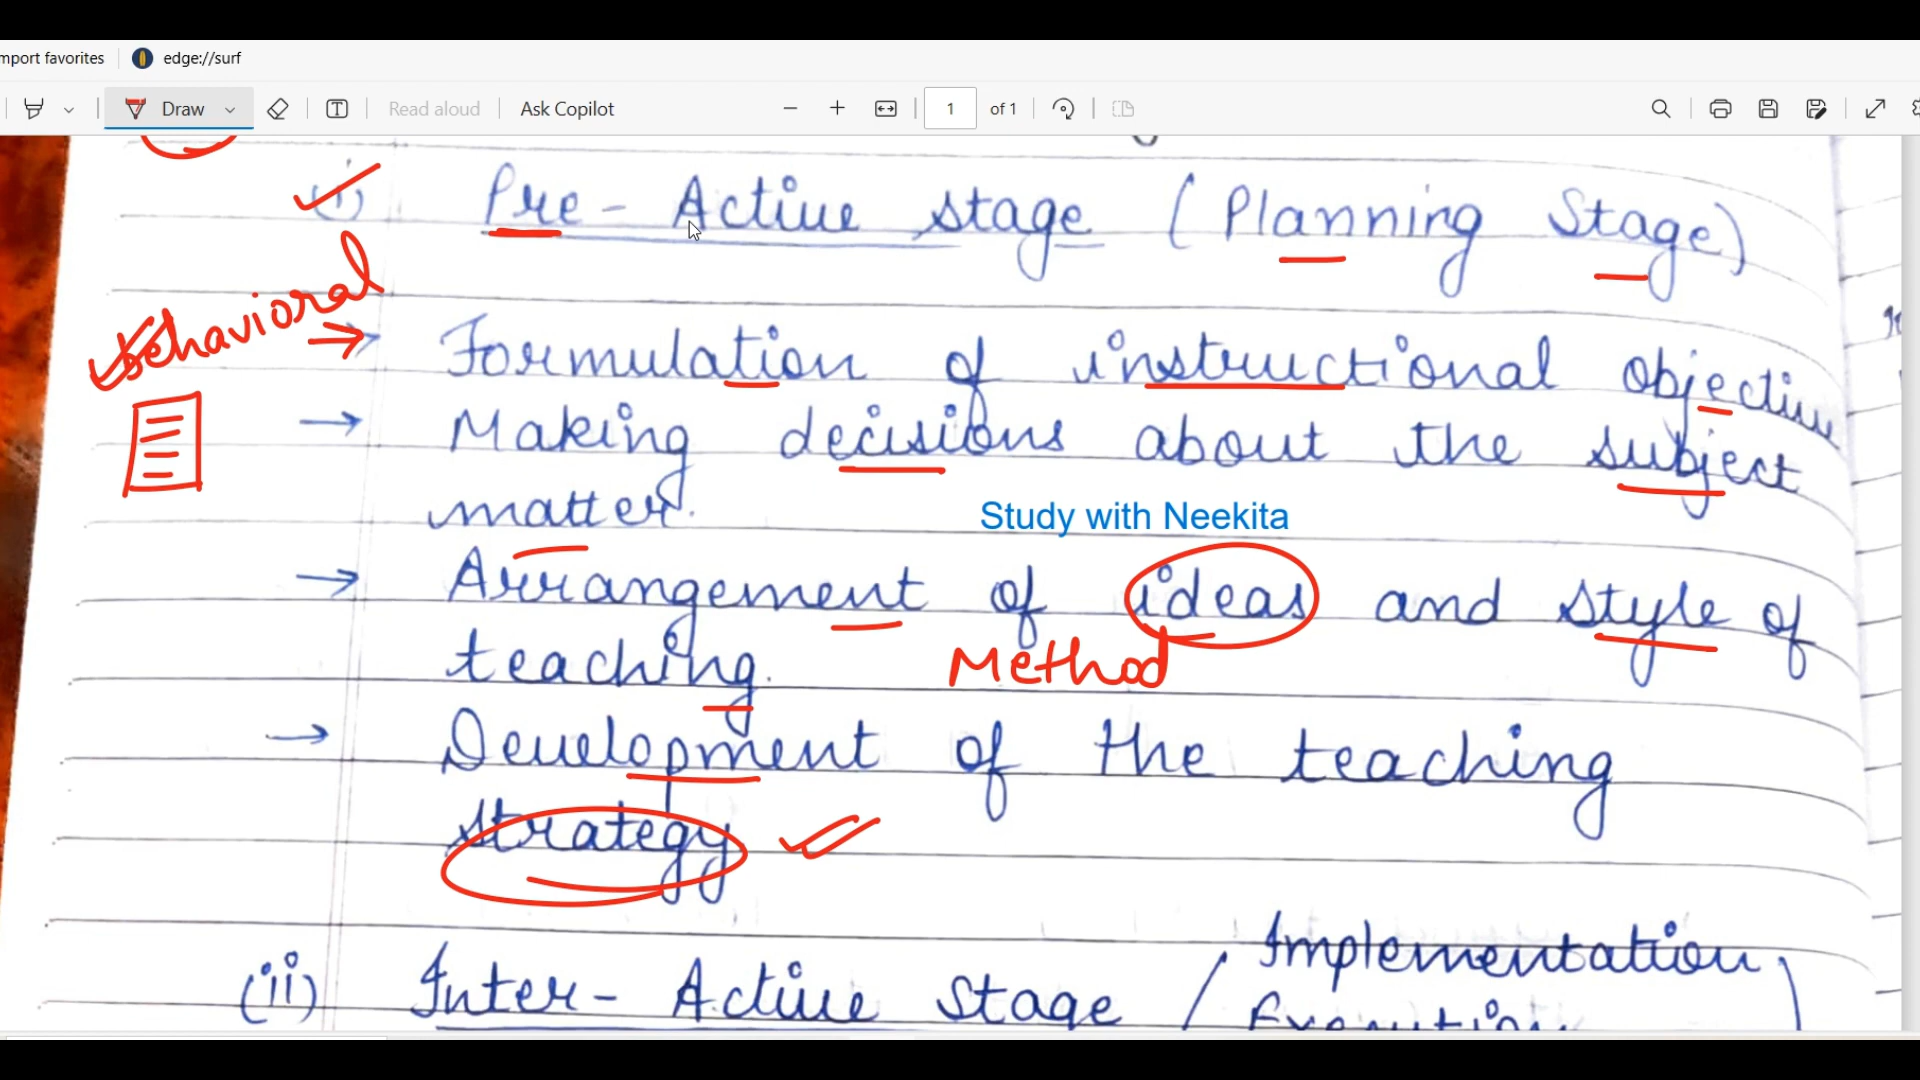 mport favorites edge://surf
Draw Read aloud Ask Copilot 1 of 1
(i) Pre - Active stage (Planning Stage)
Behavioral
→ Formulation of instructional objective
→ Making decisions about the subject
matter.
Study with Neekita
→ Arrangement of ideas and style of
teaching.
Method
→ Development of the teaching
strategy
(ii) Inter - Active Stage (Implementation
Execution